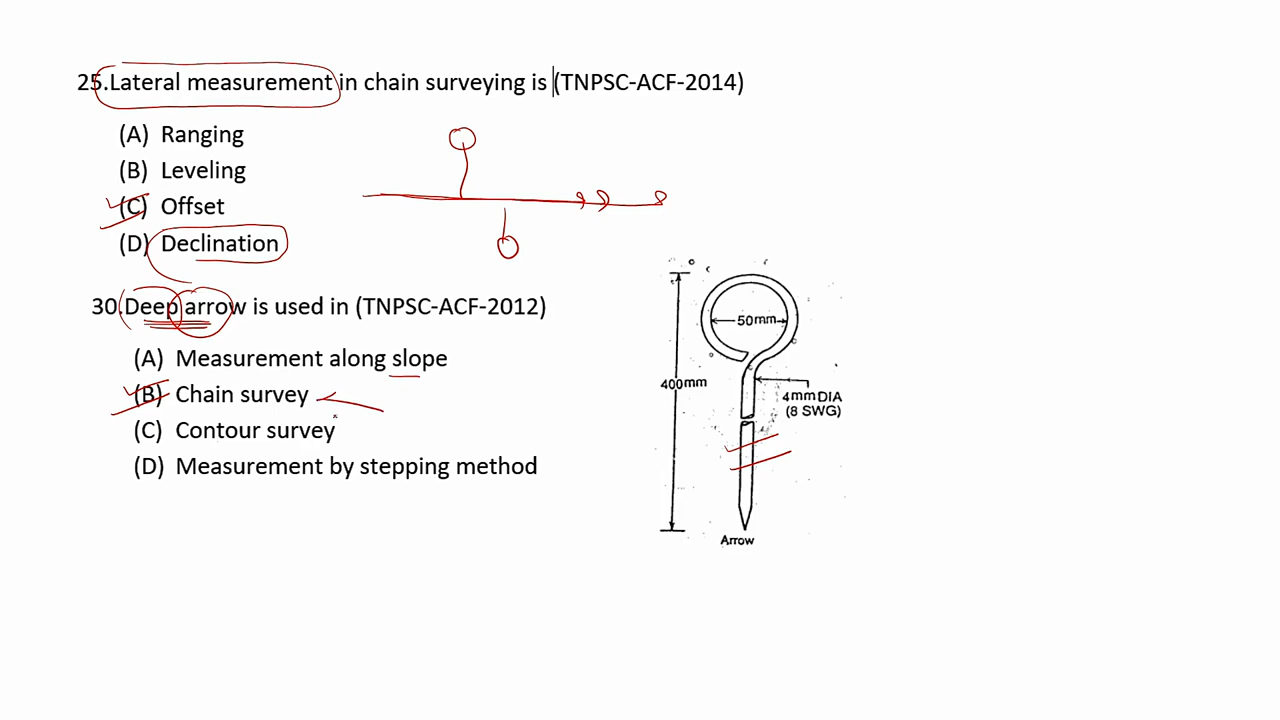 25.Lateral measurement in chain surveying is (TNPSC-ACF-2014)
(A) Ranging
(B) Leveling
(C) Offset
(D) Declination
30.Deep arrow is used in (TNPSC-ACF-2012)
(A) Measurement along slope
(B) Chain survey
(C) Contour survey
(D) Measurement by stepping method
50mm
400mm
4mm DIA
(8 SWG)
Arrow